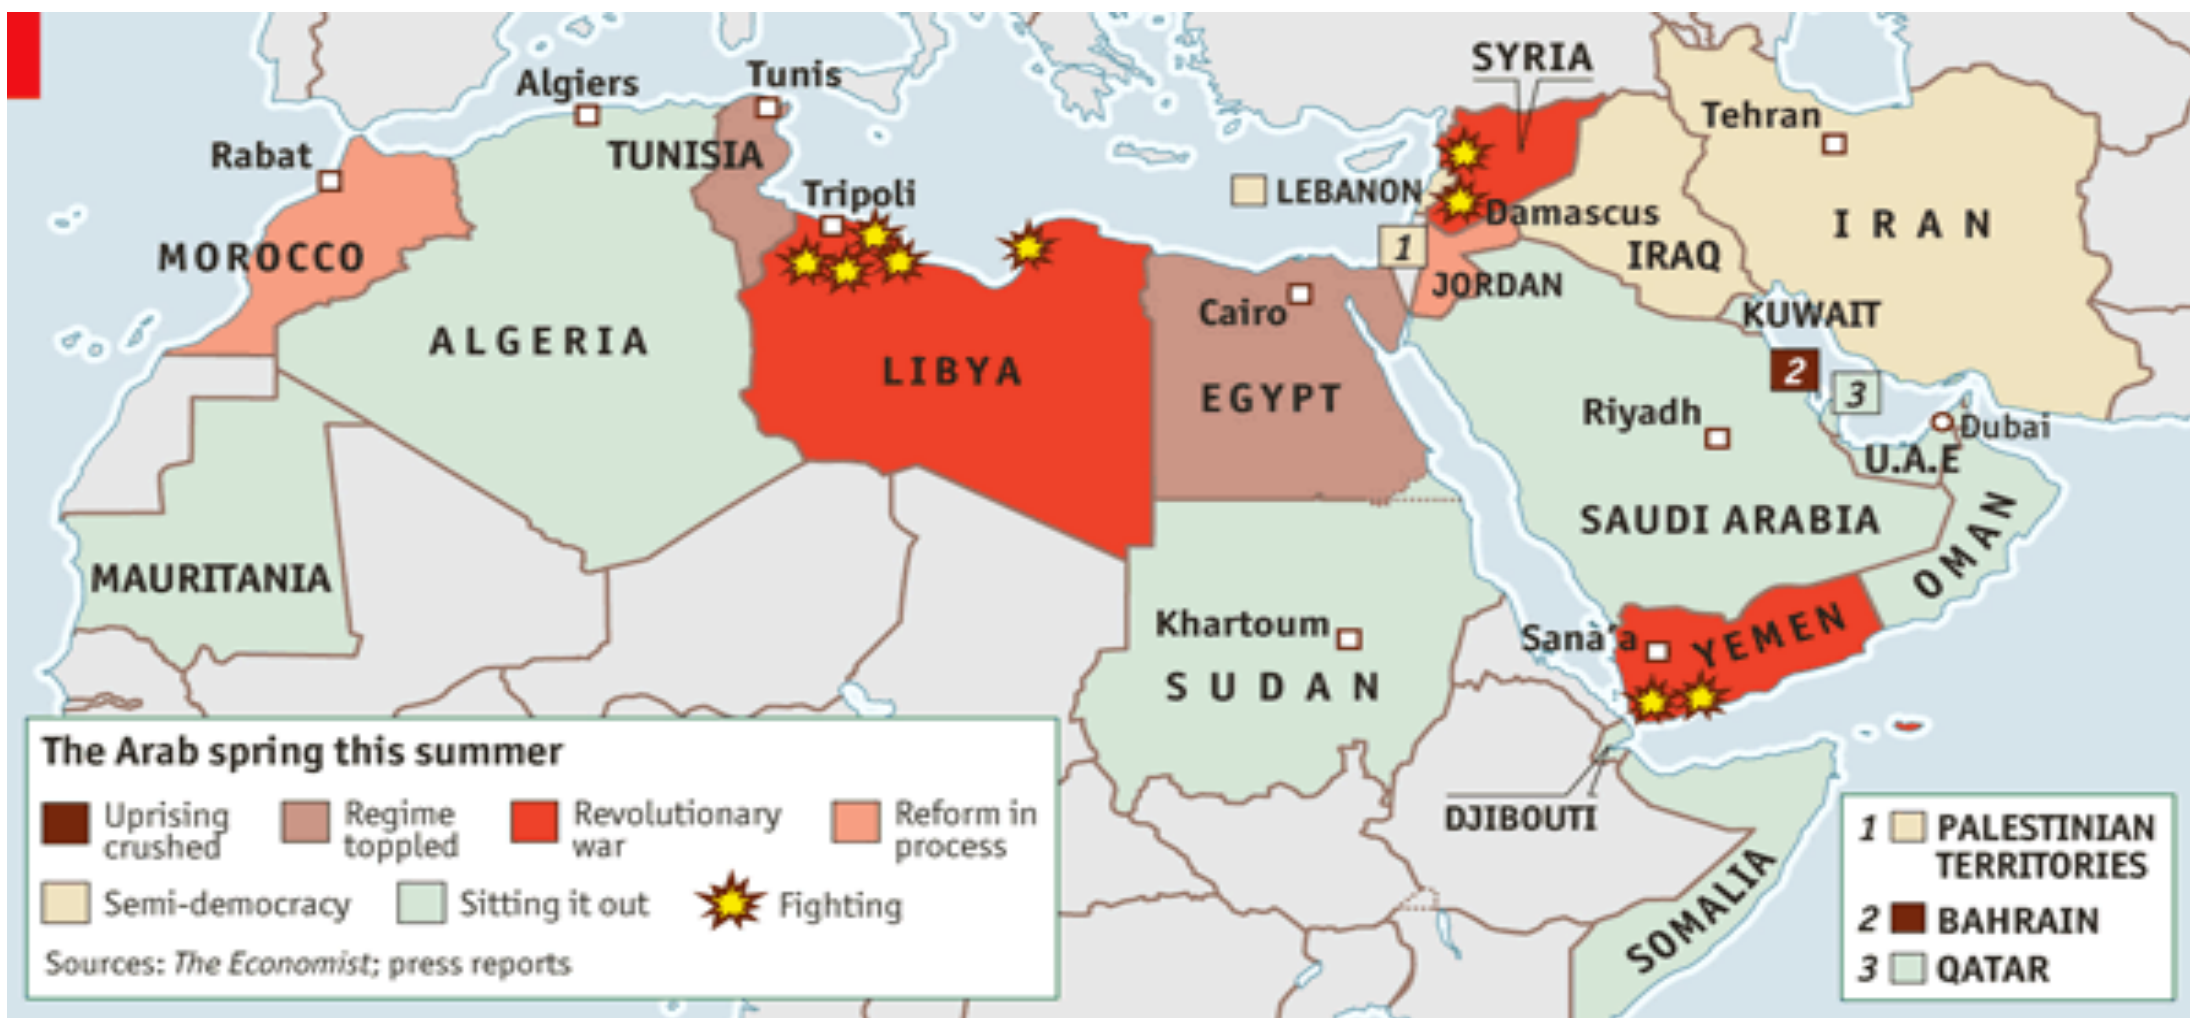 SYRIA
Tunis
Algiers
Tehran
Rabat
TUNISIA
Tripoli
LEBANON
Damascus
IRAN
MOROCCO
1
IRAQ
JORDAN
Cairo
KUWAIT
ALGERIA
LIBYA
2
EGYPT
3
Riyadh
Dubai
U.A.E
SAUDI ARABIA
OMAN
MAURITANIA
Khartoum
Sanà'a
YEMEN
SUDAN
DJIBOUTI
SOMALIA
The Arab spring this summer
Uprising
crushed
Regime
toppled
Revolutionary
war
Reform in
process
Semi-democracy
Sitting it out
Fighting
Sources: The Economist; press reports
1 PALESTINIAN
TERRITORIES
2 BAHRAIN
3 QATAR